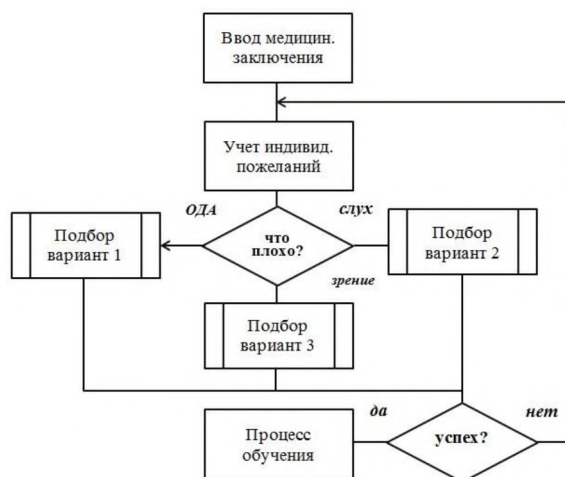 Ввод медицин.
заключения
Учет индивид.
пожеланий
ОДА
слух
что
плохо?
Подбор
вариант 1
Подбор
вариант 2
зрение
Подбор
вариант 3
да
нет
Процесс
обучения
успех?